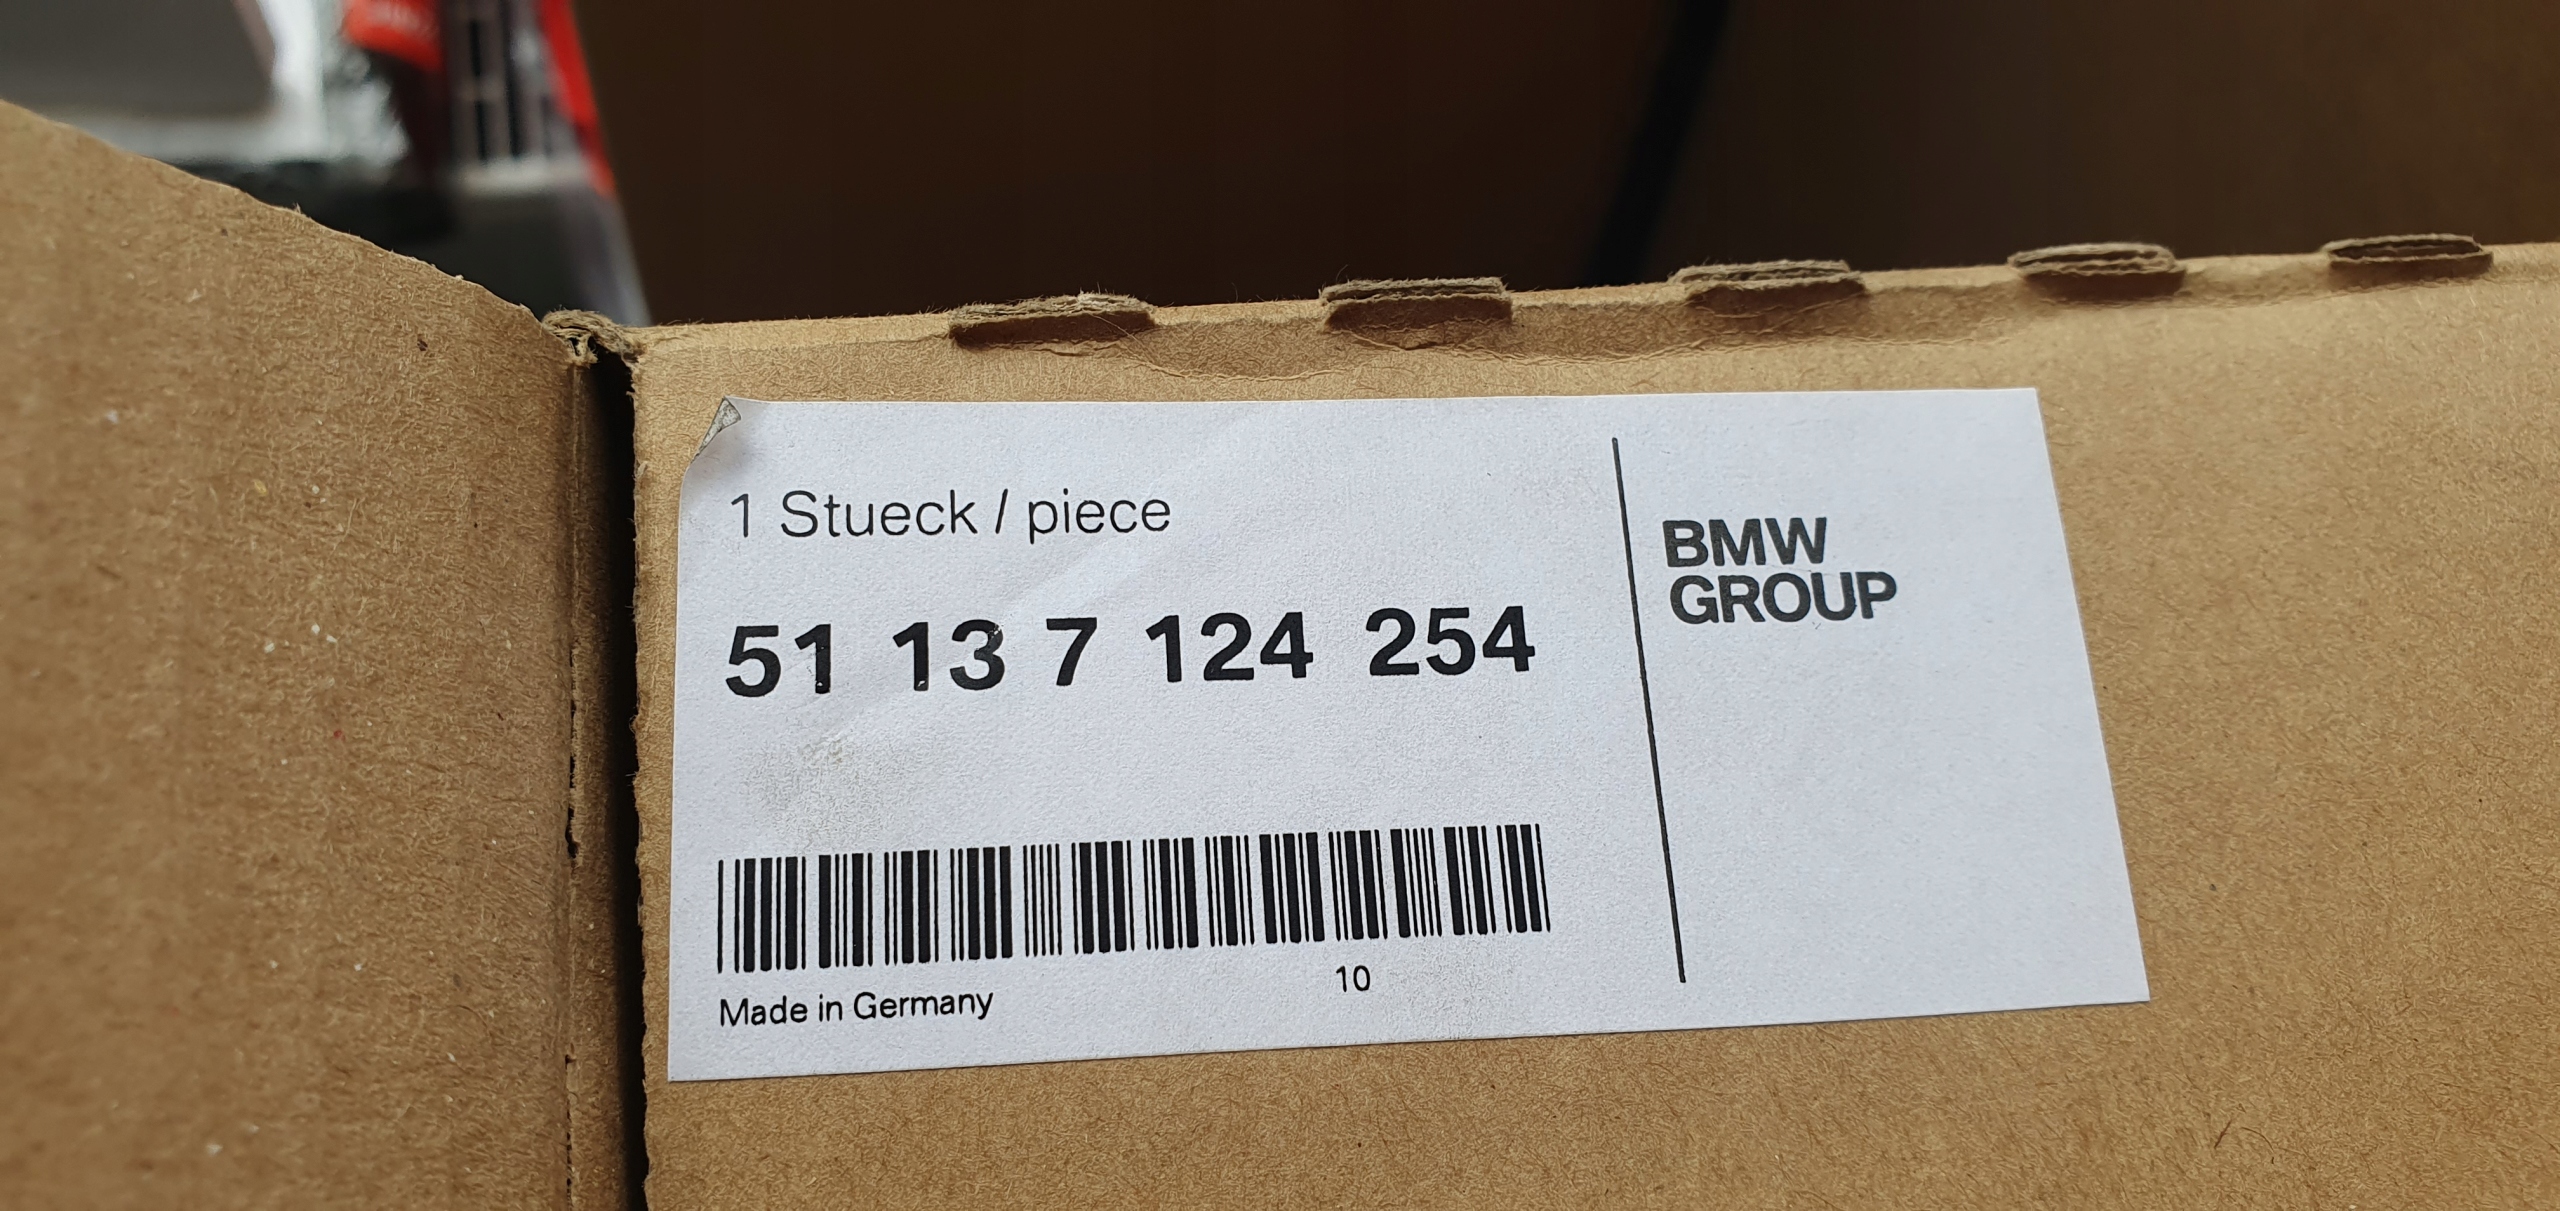 1 Stueck / piece
51 13 7 124 254
Made in Germany
10
BMW
GROUP